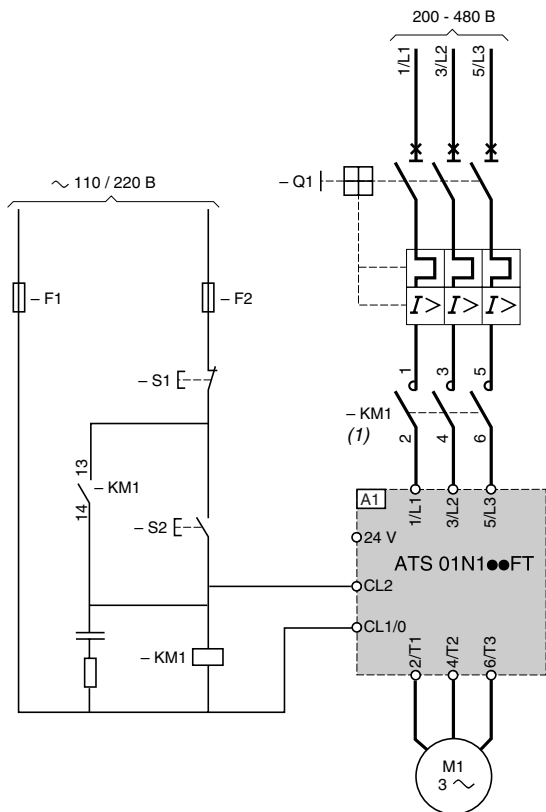 200 - 480 В
1/L1
3/L2
5/L3
– Q1
~ 110 / 220 В
– F1
– F2
I>
I>
I>
– S1
1
3
5
– KM1
(1)
2
4
6
13
14
– KM1
– S2
A1
1/L1
3/L2
5/L3
24 V
ATS 01N1●●FT
CL2
CL1/0
– KM1
2/T1
4/T2
6/T3
M1
3 ~